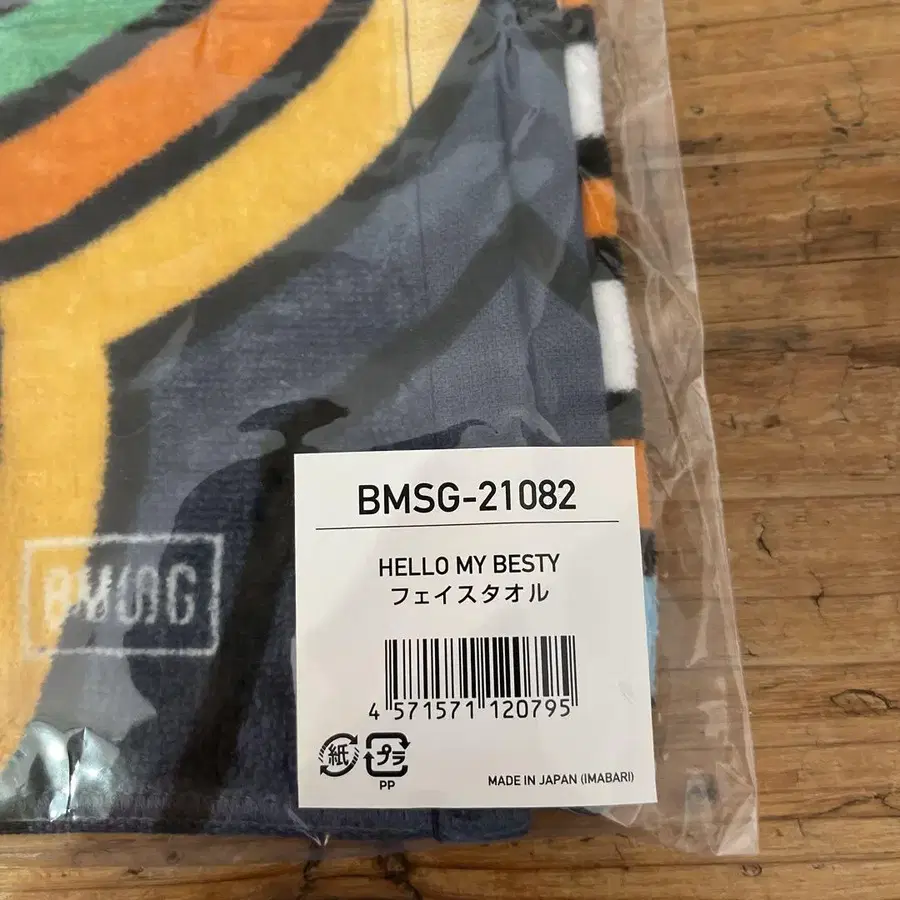 BMSG
BMSG-21082
HELLO MY BESTY
フェイスタオル
4 571571 120795
紙 プラ
PP
MADE IN JAPAN (IMABARI)